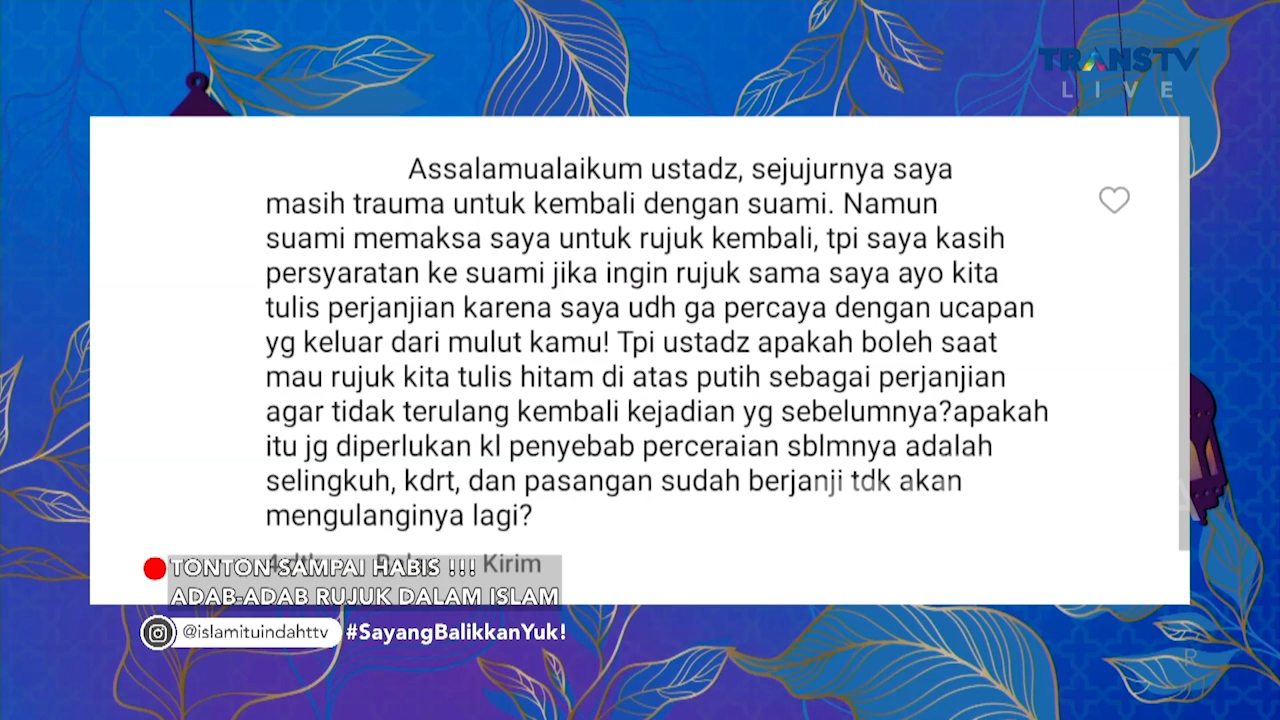 TRANSTV
LIVE
Assalamualaikum ustadz, sejujurnya saya
masih trauma untuk kembali dengan suami. Namun
suami memaksa saya untuk rujuk kembali, tpi saya kasih
persyaratan ke suami jika ingin rujuk sama saya ayo kita
tulis perjanjian karena saya udh ga percaya dengan ucapan
yg keluar dari mulut kamu! Tpi ustadz apakah boleh saat
mau rujuk kita tulis hitam di atas putih sebagai perjanjian
agar tidak terulang kembali kejadian yg sebelumnya?apakah
itu jg diperlukan kl penyebab perceraian sblmnya adalah
selingkuh, kdrt, dan pasangan sudah berjanji tdk akan
mengulanginya lagi?
Kirim
TONTON SAMPAI HABIS !!!
ADAB-ADAB RUJUK DALAM ISLAM
@islamituindahttv #SayangBalikkanYuk!
R